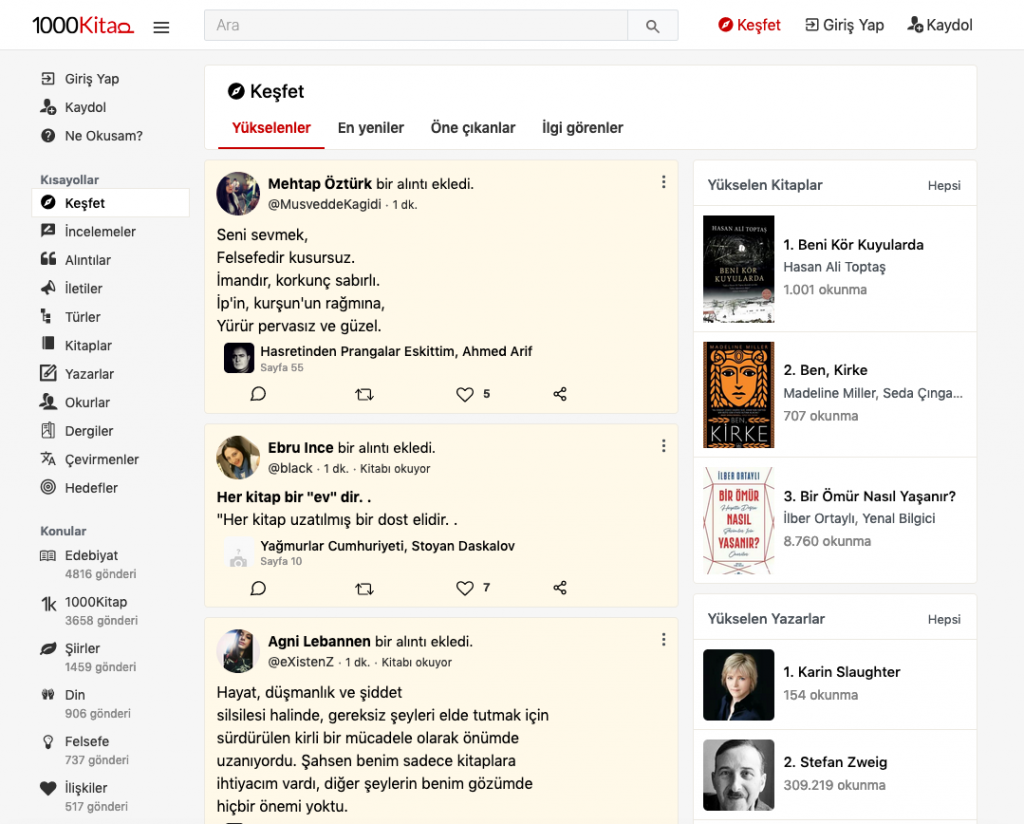 1000Kitap
Ara
Keşfet
Giriş Yap
Kaydol
Giriş Yap
Kaydol
Ne Okusam?
Kısayollar
Keşfet
İncelemeler
Alıntılar
İletiler
Türler
Kitaplar
Yazarlar
Okurlar
Dergiler
Çevirmenler
Hedefler
Konular
Edebiyat
4816 gönderi
1k 1000Kitap
3658 gönderi
Şiirler
1459 gönderi
Din
906 gönderi
Felsefe
737 gönderi
İlişkiler
517 gönderi
Keşfet
Yükselenler En yeniler Öne çıkanlar İlgi görenler
Mehtap Öztürk bir alıntı ekledi.
@MusveddeKagidi · 1 dk.
Seni sevmek,
Felsefedir kusursuz.
İmandır, korkunç sabırlı.
İp'in, kurşun'un rağmına,
Yürür pervasız ve güzel.
Hasretinden Prangalar Eskittim, Ahmed Arif
Sayfa 55
5
Ebru Ince bir alıntı ekledi.
@black · 1 dk. · Kitabı okuyor
Her kitap bir "ev" dir. .
"Her kitap uzatılmış bir dost elidir. .
Yağmurlar Cumhuriyeti, Stoyan Daskalov
Sayfa 10
7
Agni Lebannen bir alıntı ekledi.
@eXistenZ · 1 dk. · Kitabı okuyor
Hayat, düşmanlık ve şiddet
silsilesi halinde, gereksiz şeyleri elde tutmak için
sürdürülen kirli bir mücadele olarak önümde
uzanıyordu. Şahsen benim sadece kitaplara
ihtiyacım vardı, diğer şeylerin benim gözümde
hiçbir önemi yoktu.
Yükselen Kitaplar Hepsi
HASAN ALİ TOPTAŞ
BENİ KÖR
KUYULARDA
1. Beni Kör Kuyularda
Hasan Ali Toptaş
1.001 okunma
MADELINE MILLER
BEN,
KİRKE
2. Ben, Kirke
Madeline Miller, Seda Çınga...
707 okunma
İLBER ORTAYLI
BİR ÖMÜR
NASIL
YAŞANIR?
3. Bir Ömür Nasıl Yaşanır?
İlber Ortaylı, Yenal Bilgici
8.760 okunma
Yükselen Yazarlar Hepsi
1. Karin Slaughter
154 okunma
2. Stefan Zweig
309.219 okunma